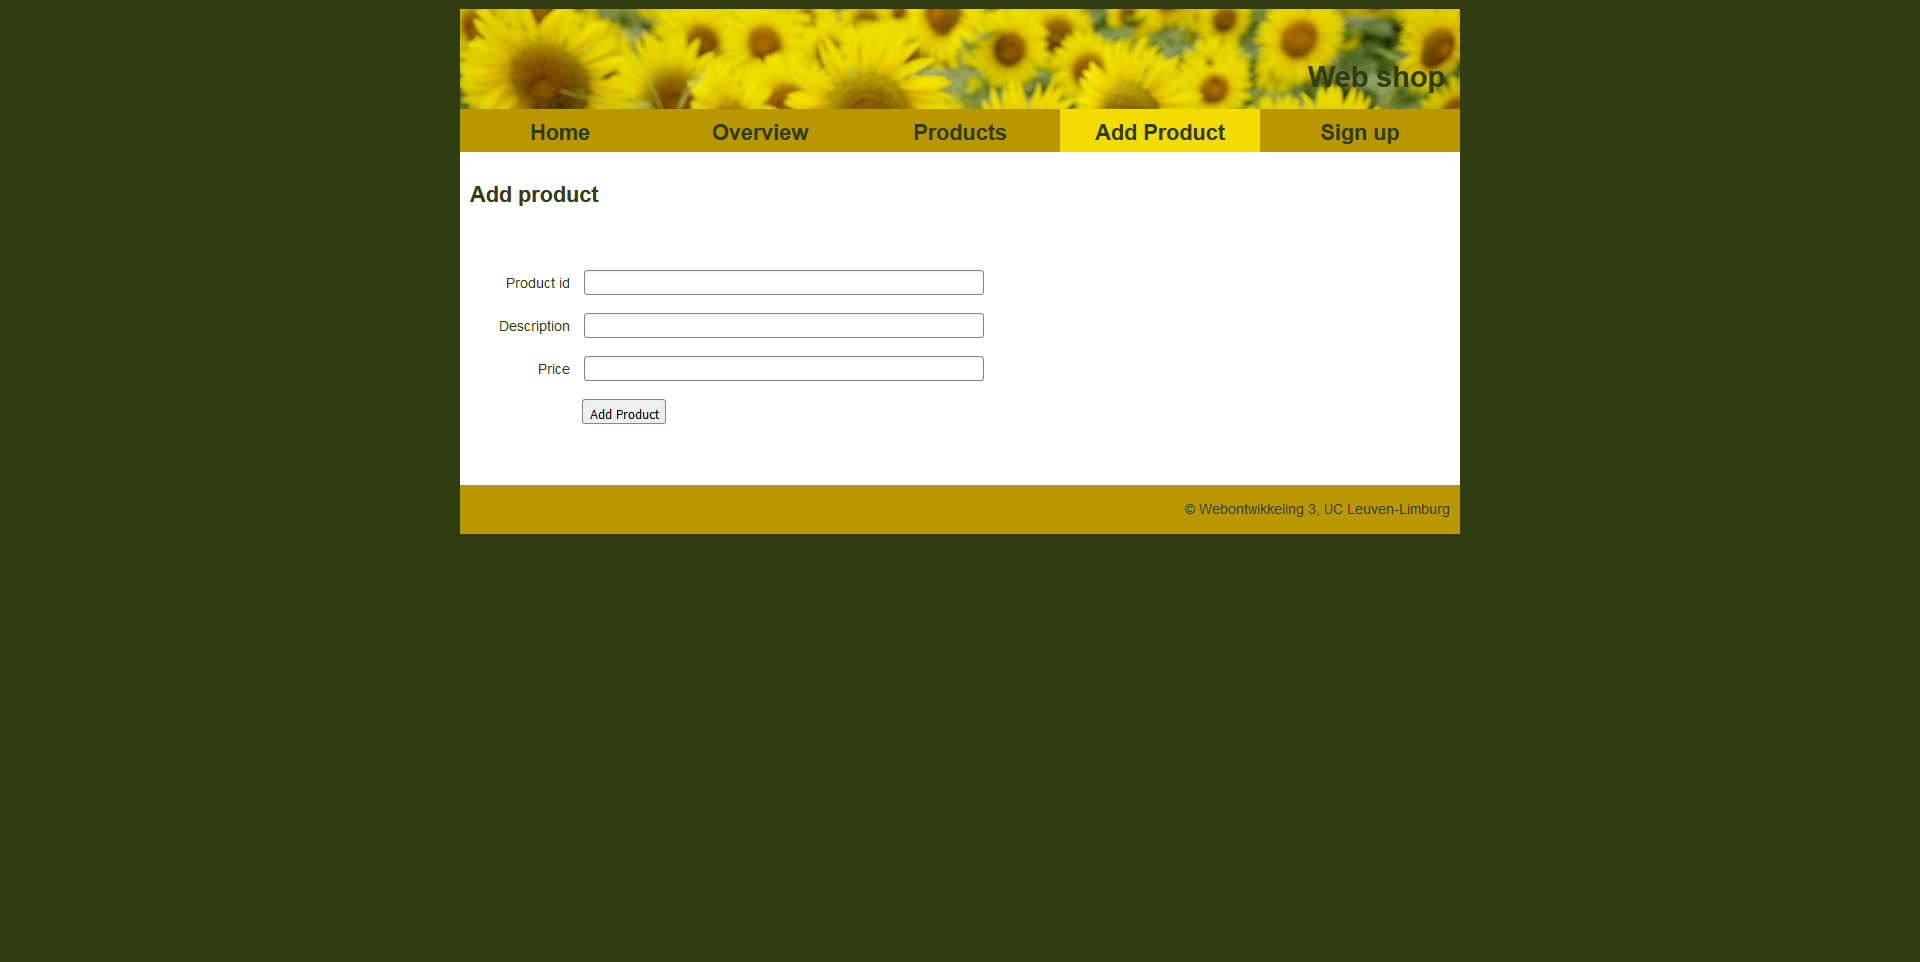 Web shop
Home Overview Products Add Product Sign up
Add product
Product id
Description
Price
Add Product
© Webontwikkeling 3, UC Leuven-Limburg